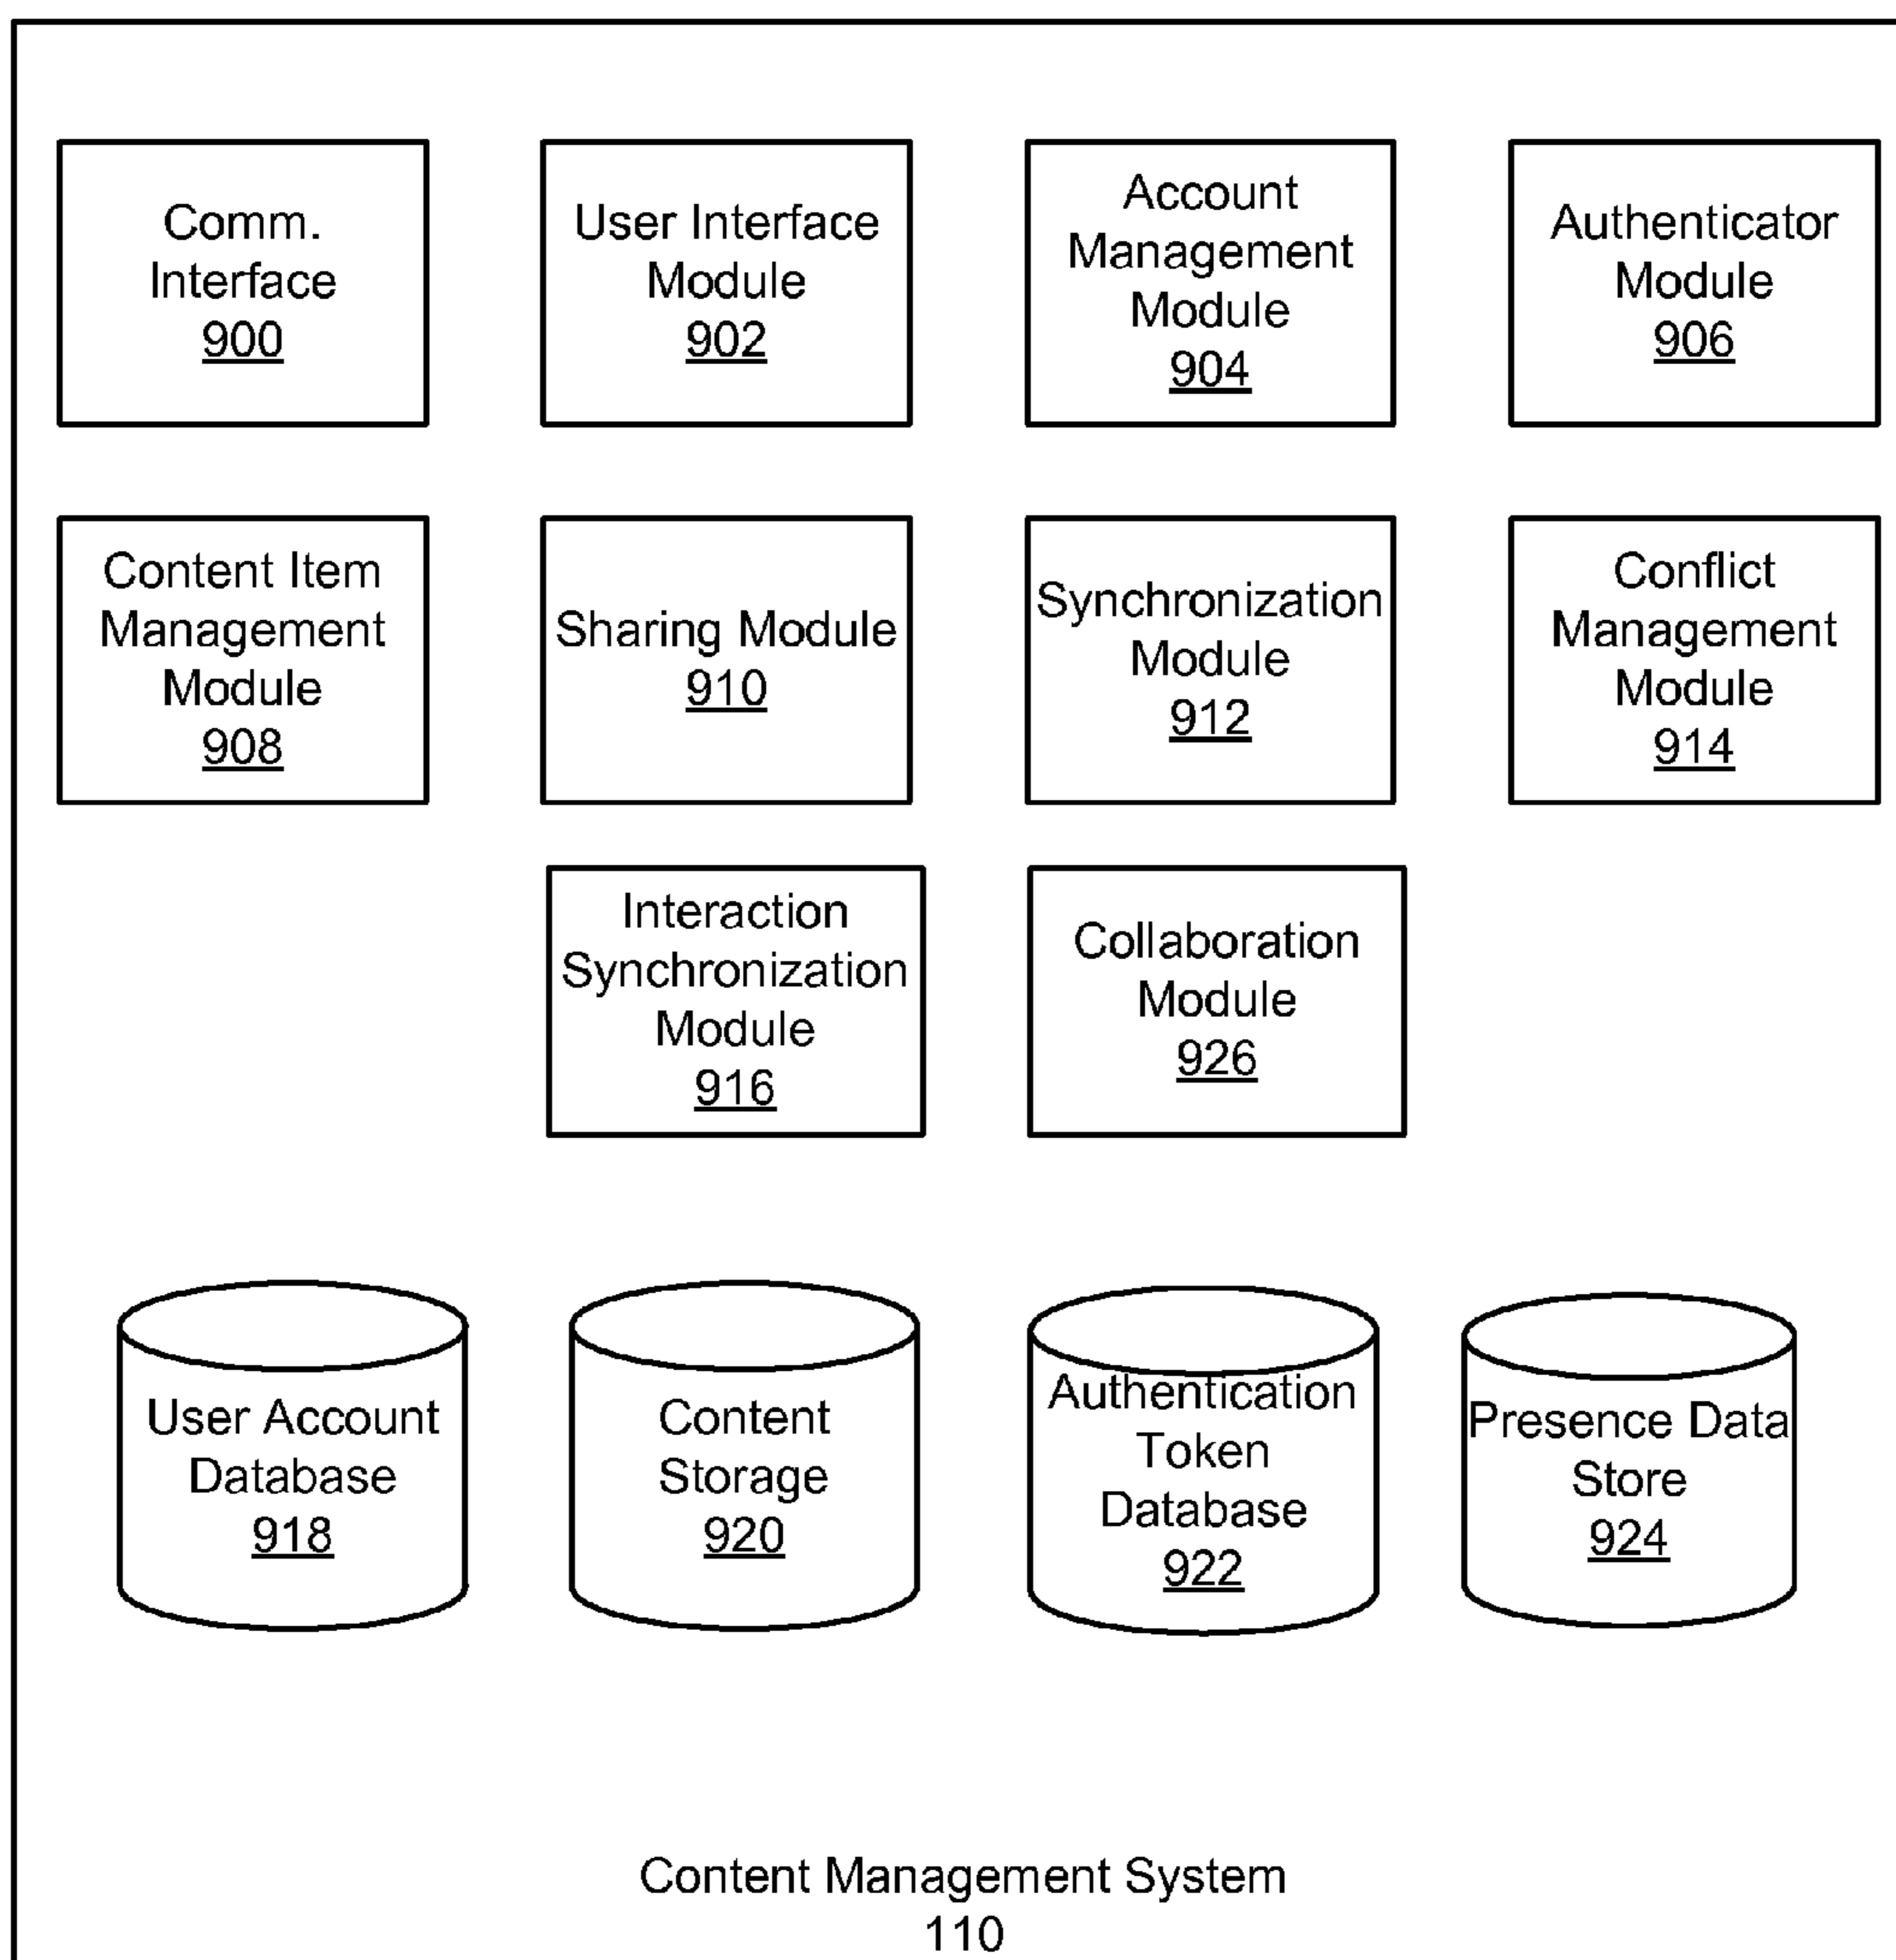 Comm.
Interface
900
User Interface
Module
902
Account
Management
Module
904
Authenticator
Module
906
Content Item
Management
Module
908
Sharing Module
910
Synchronization
Module
912
Conflict
Management
Module
914
Interaction
Synchronization
Module
916
Collaboration
Module
926
User Account
Database
918
Content
Storage
920
Authentication
Token
Database
922
Presence Data
Store
924
Content Management System
110